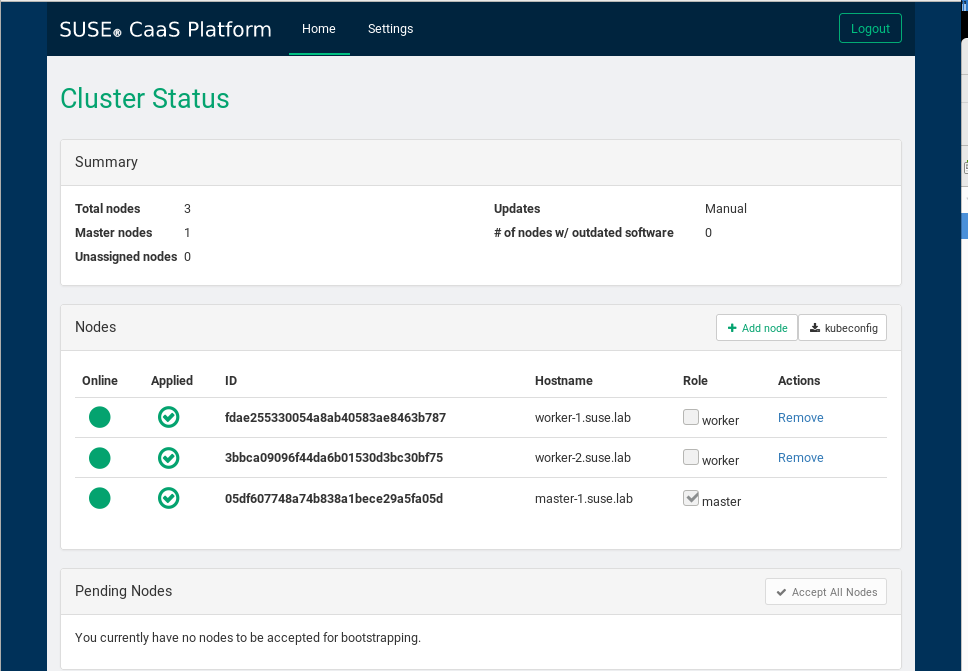 SUSE® CaaS Platform Home Settings Logout
Cluster Status
Summary
Total nodes 3 Updates Manual
Master nodes 1 # of nodes w/ outdated software 0
Unassigned nodes 0
Nodes Add node kubeconfig
Online Applied ID Hostname Role Actions
fdae255330054a8ab40583ae8463b787 worker-1.suse.lab worker Remove
3bbca09096f44da6b01530d3bc30bf75 worker-2.suse.lab worker Remove
05df607748a74b838a1bece29a5fa05d master-1.suse.lab master
Pending Nodes Accept All Nodes
You currently have no nodes to be accepted for bootstrapping.